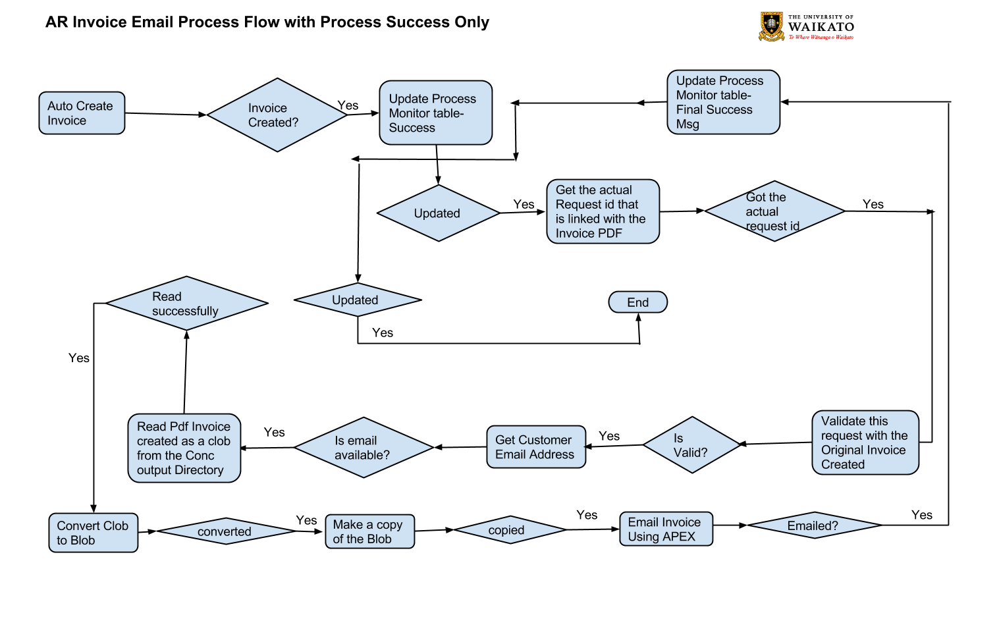 AR Invoice Email Process Flow with Process Success Only
THE UNIVERSITY OF
WAIKATO
Te Whare Wānanga o Waikato
Auto Create
Invoice
Invoice
Created?
Yes
Update Process
Monitor table-
Success
Update Process
Monitor table-
Final Success
Msg
Updated
Yes
Get the actual
Request id that
is linked with the
Invoice PDF
Got the
actual
request id
Yes
Read
successfully
Updated
End
Yes
Yes
Read Pdf Invoice
created as a clob
from the Conc
output Directory
Yes
Is email
available?
Get Customer
Email Address
Yes
Is
Valid?
Validate this
request with the
Original Invoice
Created
Convert Clob
to Blob
converted
Yes
Make a copy
of the Blob
copied
Yes
Email Invoice
Using APEX
Emailed?
Yes